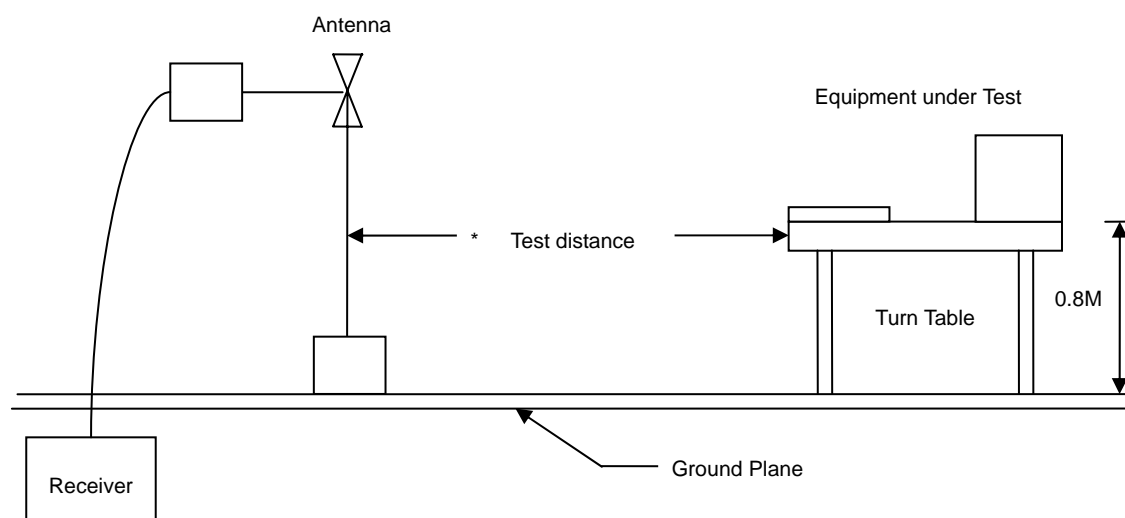 Antenna
Equipment under Test
* Test distance
0.8M
Turn Table
Ground Plane
Receiver